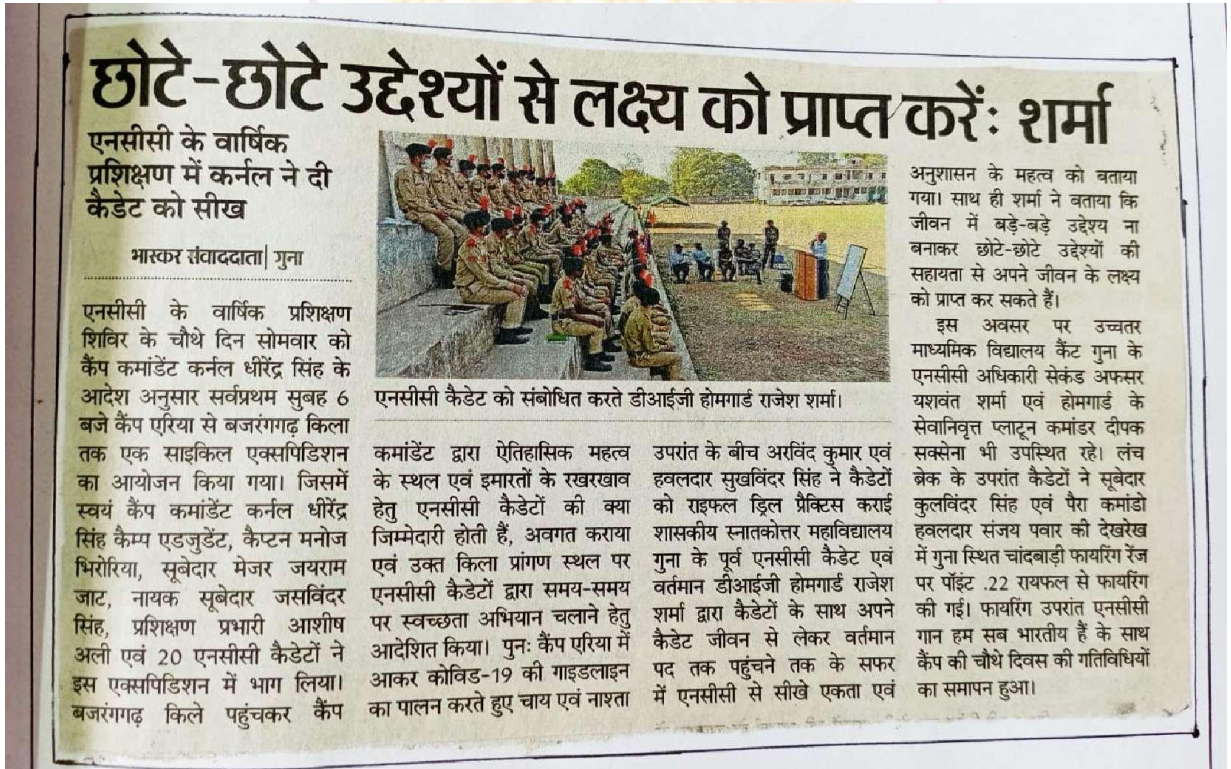 छोटे-छोटे उद्देश्यों से लक्ष्य को प्राप्त करें: शर्मा
एनसीसी के वार्षिक
प्रशिक्षण में कर्नल ने दी
कैडेट को सीख
भास्कर संवाददाता| गुना
एनसीसी के वार्षिक प्रशिक्षण
शिविर के चौथे दिन सोमवार को
कैंप कमांडेंट कर्नल धीरेंद्र सिंह के
आदेश अनुसार सर्वप्रथम सुबह 6
बजे कैंप एरिया से बजरंगगढ़ किला
तक एक साइकिल एक्सपिडिशन
का आयोजन किया गया। जिसमें
स्वयं कैंप कमांडेंट कर्नल धीरेंद्र
सिंह कैम्प एडजुडेंट, कैप्टन मनोज
भिरोरिया, सूबेदार मेजर जयराम
जाट, नायक सूबेदार जसविंदर
सिंह, प्रशिक्षण प्रभारी आशीष
अली एवं 20 एनसीसी कैडेटों ने
इस एक्सपिडिशन में भाग लिया।
बजरंगगढ़ किले पहुंचकर कैंप
एनसीसी कैडेट को संबोधित करते डीआईजी होमगार्ड राजेश शर्मा।
कमांडेंट द्वारा ऐतिहासिक महत्व
के स्थल एवं इमारतों के रखरखाव
हेतु एनसीसी कैडेटों की क्या
जिम्मेदारी होती हैं, अवगत कराया
एवं उक्त किला प्रांगण स्थल पर
एनसीसी कैडेटों द्वारा समय-समय
पर स्वच्छता अभियान चलाने हेतु
आदेशित किया। पुनः कैंप एरिया में
आकर कोविड-19 की गाइडलाइन
का पालन करते हुए चाय एवं नाश्ता
उपरांत के बीच अरविंद कुमार एवं
हवलदार सुखविंदर सिंह ने कैडेटों
को राइफल ड्रिल प्रैक्टिस कराई
शासकीय स्नातकोत्तर महाविद्यालय
गुना के पूर्व एनसीसी कैडेट एवं
वर्तमान डीआईजी होमगार्ड राजेश
शर्मा द्वारा कैडेटों के साथ अपने
कैडेट जीवन से लेकर वर्तमान
पद तक पहुंचने तक के सफर
में एनसीसी से सीखे एकता एवं
अनुशासन के महत्व को बताया
गया। साथ ही शर्मा ने बताया कि
जीवन में बड़े-बड़े उद्देश्य ना
बनाकर छोटे-छोटे उद्देश्यों की
सहायता से अपने जीवन के लक्ष्य
को प्राप्त कर सकते हैं।
इस अवसर पर उच्चतर
माध्यमिक विद्यालय कैंट गुना के
एनसीसी अधिकारी सेकंड अफसर
यशवंत शर्मा एवं होमगार्ड के
सेवानिवृत्त प्लाटून कमांडर दीपक
सक्सेना भी उपस्थित रहे। लंच
ब्रेक के उपरांत कैडेटों ने सूबेदार
कुलविंदर सिंह एवं पैरा कमांडो
हवलदार संजय पवार की देखरेख
में गुना स्थित चांदबाड़ी फायरिंग रेंज
पर पॉइंट .22 रायफल से फायरिंग
की गई। फायरिंग उपरांत एनसीसी
गान हम सब भारतीय हैं के साथ
कैंप की चौथे दिवस की गतिविधियों
का समापन हुआ।